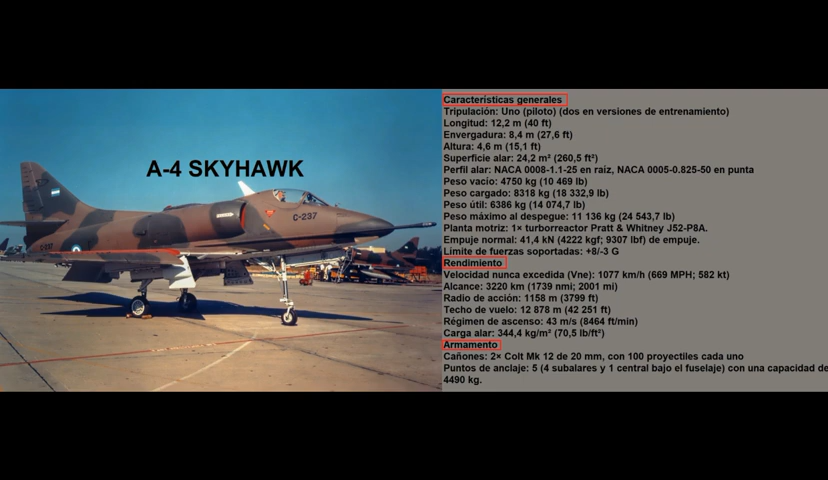 A-4 SKYHAWK
C-237
C-237
Características generales
Tripulación: Uno (piloto) (dos en versiones de entrenamiento)
Longitud: 12,2 m (40 ft)
Envergadura: 8,4 m (27,6 ft)
Altura: 4,6 m (15,1 ft)
Superficie alar: 24,2 m² (260,5 ft²)
Perfil alar: NACA 0008-1.1-25 en raíz, NACA 0005-0.825-50 en punta
Peso vacío: 4750 kg (10 469 lb)
Peso cargado: 8318 kg (18 332,9 lb)
Peso útil: 6386 kg (14 074,7 lb)
Peso máximo al despegue: 11 136 kg (24 543,7 lb)
Planta motriz: 1× turborreactor Pratt & Whitney J52-P8A.
Empuje normal: 41,4 kN (4222 kgf; 9307 lbf) de empuje.
Límite de fuerzas soportadas: +8/-3 G
Rendimiento
Velocidad nunca excedida (Vne): 1077 km/h (669 MPH; 582 kt)
Alcance: 3220 km (1739 nmi; 2001 mi)
Radio de acción: 1158 m (3799 ft)
Techo de vuelo: 12 878 m (42 251 ft)
Régimen de ascenso: 43 m/s (8464 ft/min)
Carga alar: 344,4 kg/m² (70,5 lb/ft²)
Armamento
Cañones: 2× Colt Mk 12 de 20 mm, con 100 proyectiles cada uno
Puntos de anclaje: 5 (4 subalares y 1 central bajo el fuselaje) con una capacidad de
4490 kg.